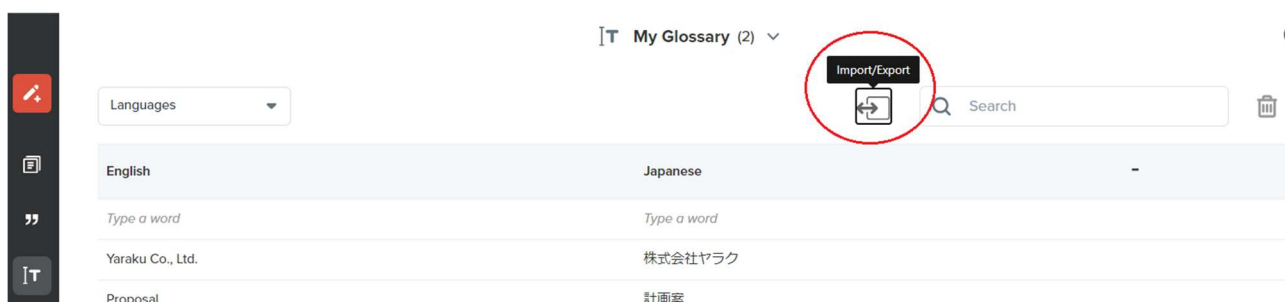 My Glossary (2)
Import/Export
Languages
Search
English Japanese -
Type a word Type a word
Yaraku Co., Ltd. 株式会社ヤラク
Proposal 計画案